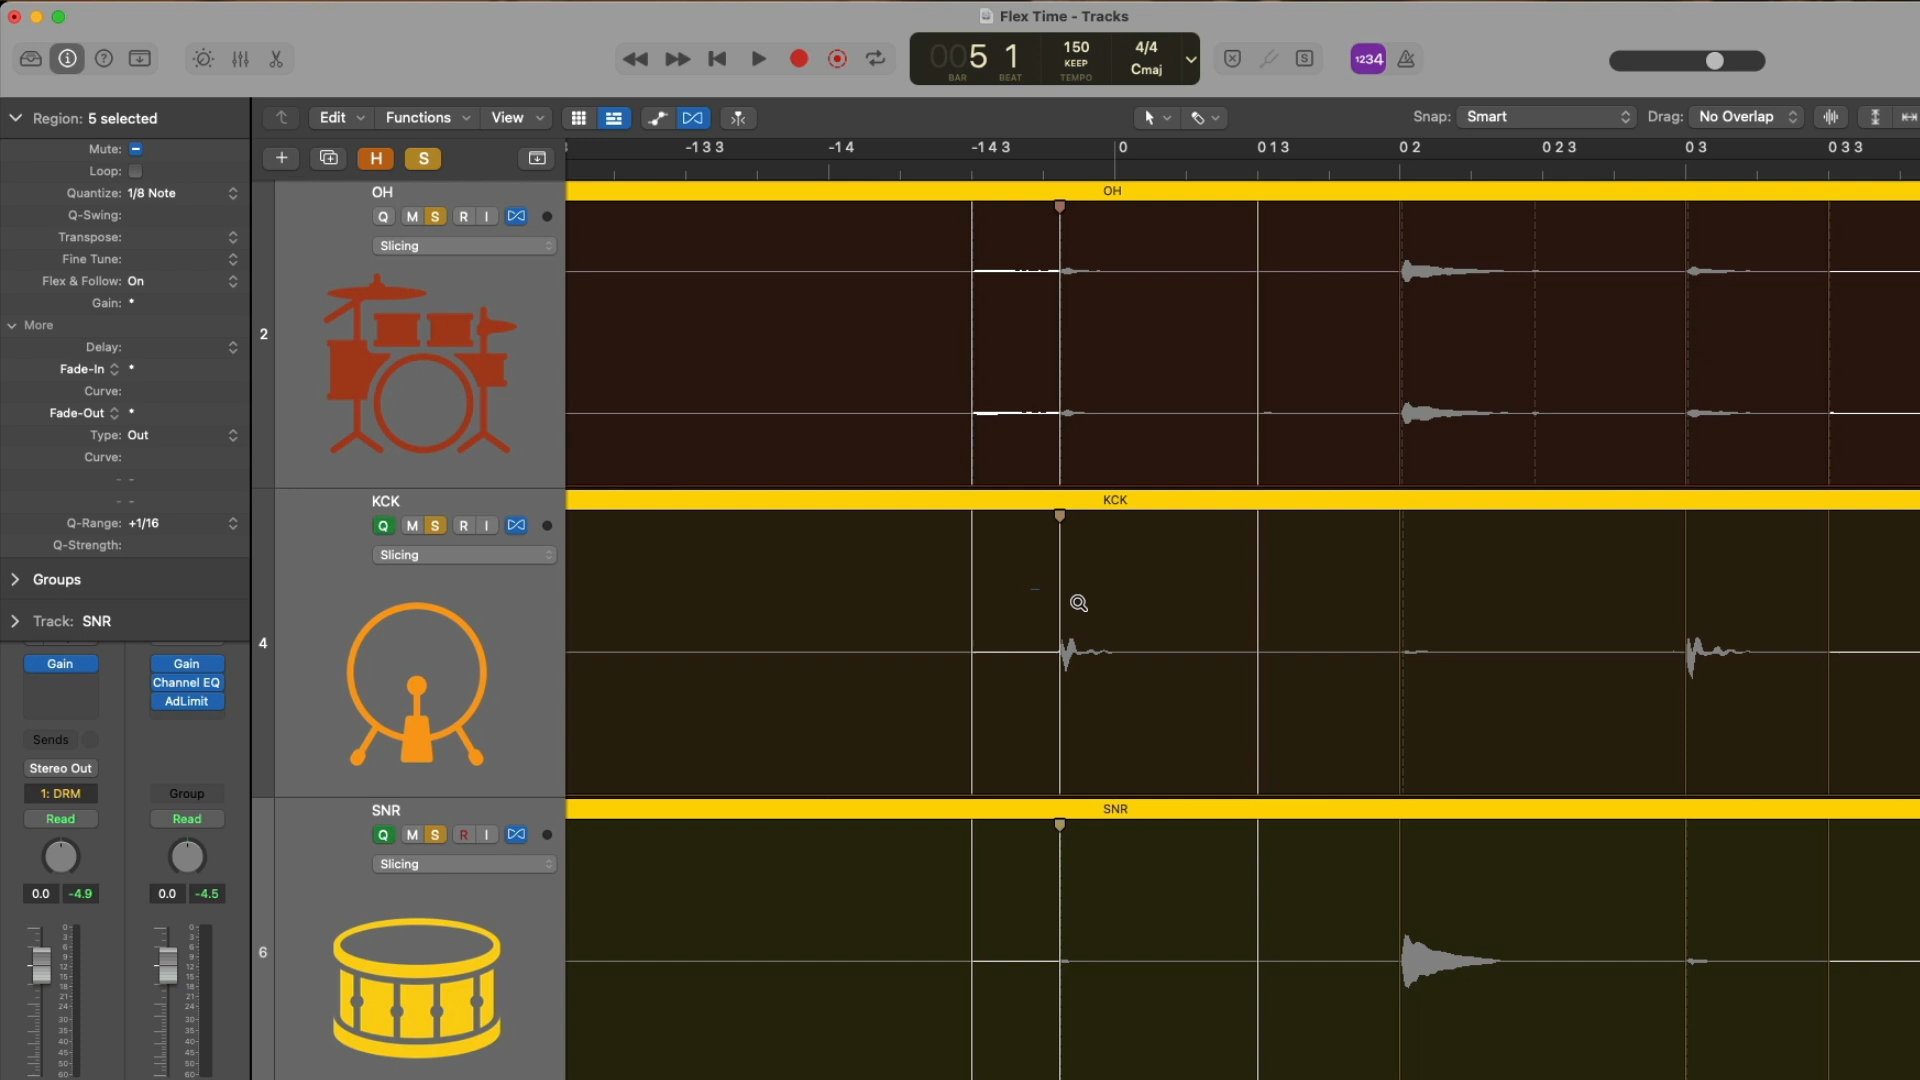 Flex Time - Tracks
005 1
BAR BEAT
150
KEEP
TEMPO
4/4
Cmaj
1234
Region: 5 selected
Mute:
Loop:
Quantize: 1/8 Note
Q-Swing:
Transpose:
Fine Tune:
Flex & Follow: On
Gain:
More
Delay:
Fade-In
Curve:
Fade-Out
Type: Out
Curve:
Q-Range: +1/16
Q-Strength:
Groups
Track: SNR
Gain
Sends
Stereo Out
1: DRM
Read
0.0 -4.9
Gain
Channel EQ
AdLimit
Group
Read
0.0 -4.5
Edit Functions View
Snap: Smart Drag: No Overlap
H S
-1 3 3 -1 4 -1 4 3 0 0 1 3 0 2 0 2 3 0 3 0 3 3
2
OH
Q M S R I
Slicing
OH
4
KCK
Q M S R I
Slicing
KCK
6
SNR
Q M S R I
Slicing
SNR